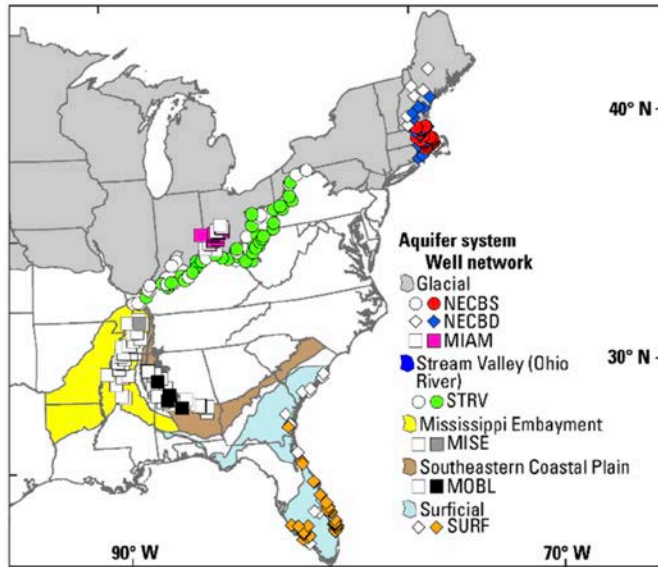 40° N
Aquifer system
Well network
Glacial
NECBS
NECBD
MIAM
30° N
Stream Valley (Ohio
River)
STRV
Mississippi Embayment
MISE
Southeastern Coastal Plain
MOBL
Surficial
SURF
90° W
70° W